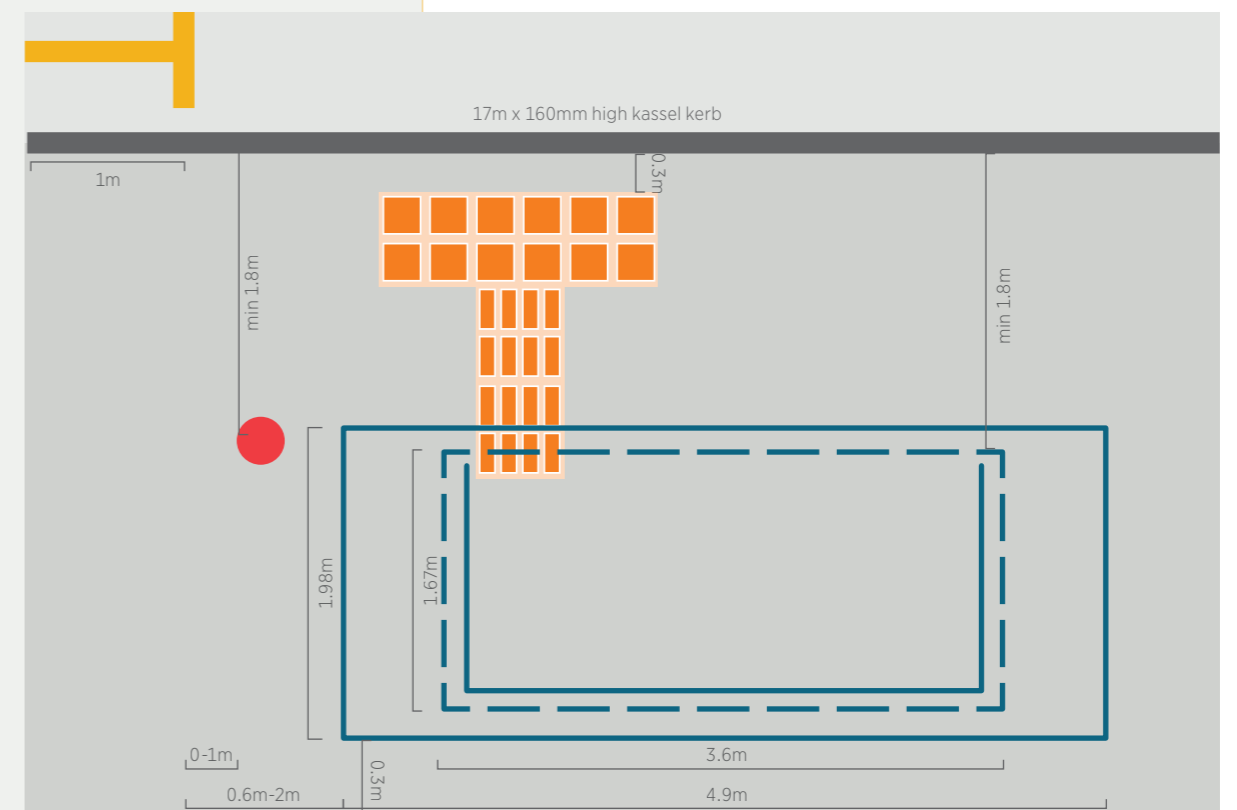 17m x 160mm high kassel kerb
1m
0.3m
min 1.8m
min 1.8m
1.98m
1.67m
0-1m
3.6m
0.3m
0.6m-2m
4.9m